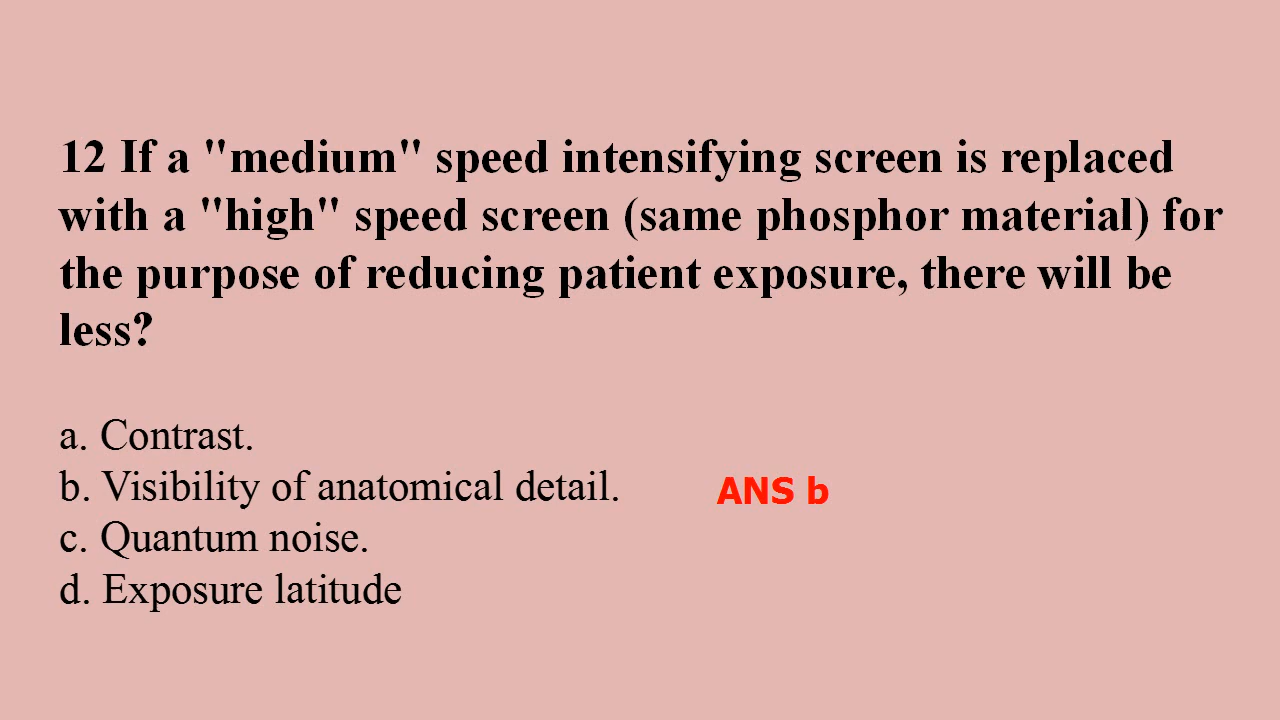 12 If a "medium" speed intensifying screen is replaced
with a "high" speed screen (same phosphor material) for
the purpose of reducing patient exposure, there will be
less?
a. Contrast.
b. Visibility of anatomical detail.
ANS b
c. Quantum noise.
d. Exposure latitude